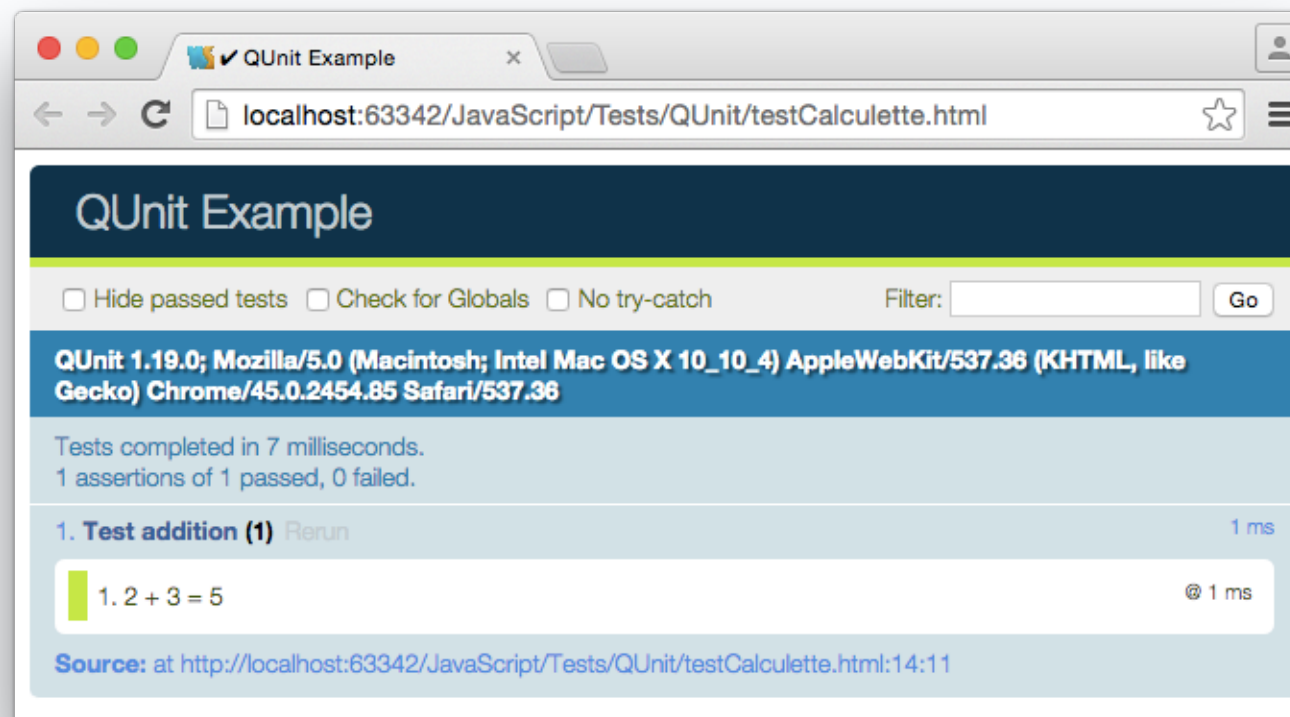 ✔ QUnit Example
localhost:63342/JavaScript/Tests/QUnit/testCalculette.html
QUnit Example
Hide passed tests Check for Globals No try-catch Filter: Go
QUnit 1.19.0; Mozilla/5.0 (Macintosh; Intel Mac OS X 10_10_4) AppleWebKit/537.36 (KHTML, like
Gecko) Chrome/45.0.2454.85 Safari/537.36
Tests completed in 7 milliseconds.
1 assertions of 1 passed, 0 failed.
1. Test addition (1) Rerun 1 ms
1. 2 + 3 = 5 @ 1 ms
Source: at http://localhost:63342/JavaScript/Tests/QUnit/testCalculette.html:14:11